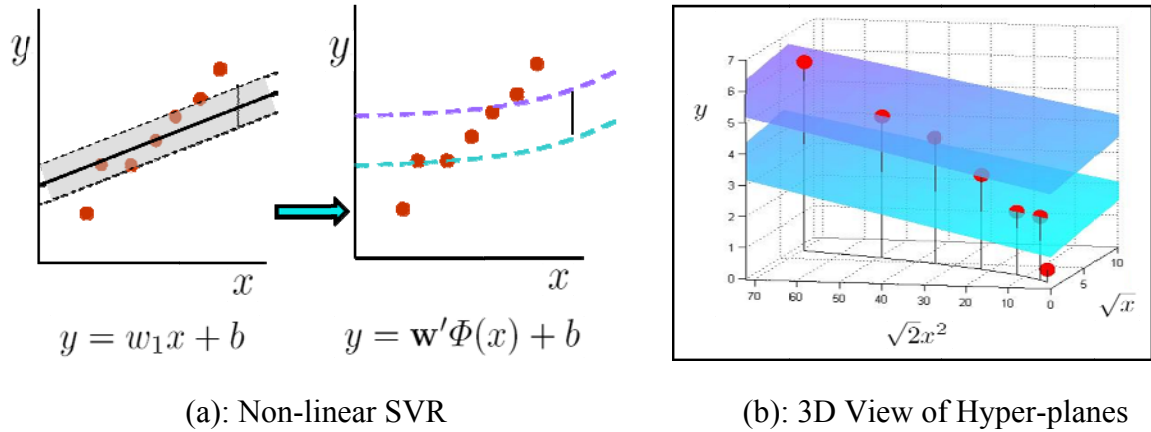 y
x
y = w₁x + b
y
x
y = w′Φ(x) + b
(a): Non-linear SVR
7
6
5
4
3
2
1
0
y
70 60 50 40 30 20 10 0
√2x²
5
10
√x
(b): 3D View of Hyper-planes